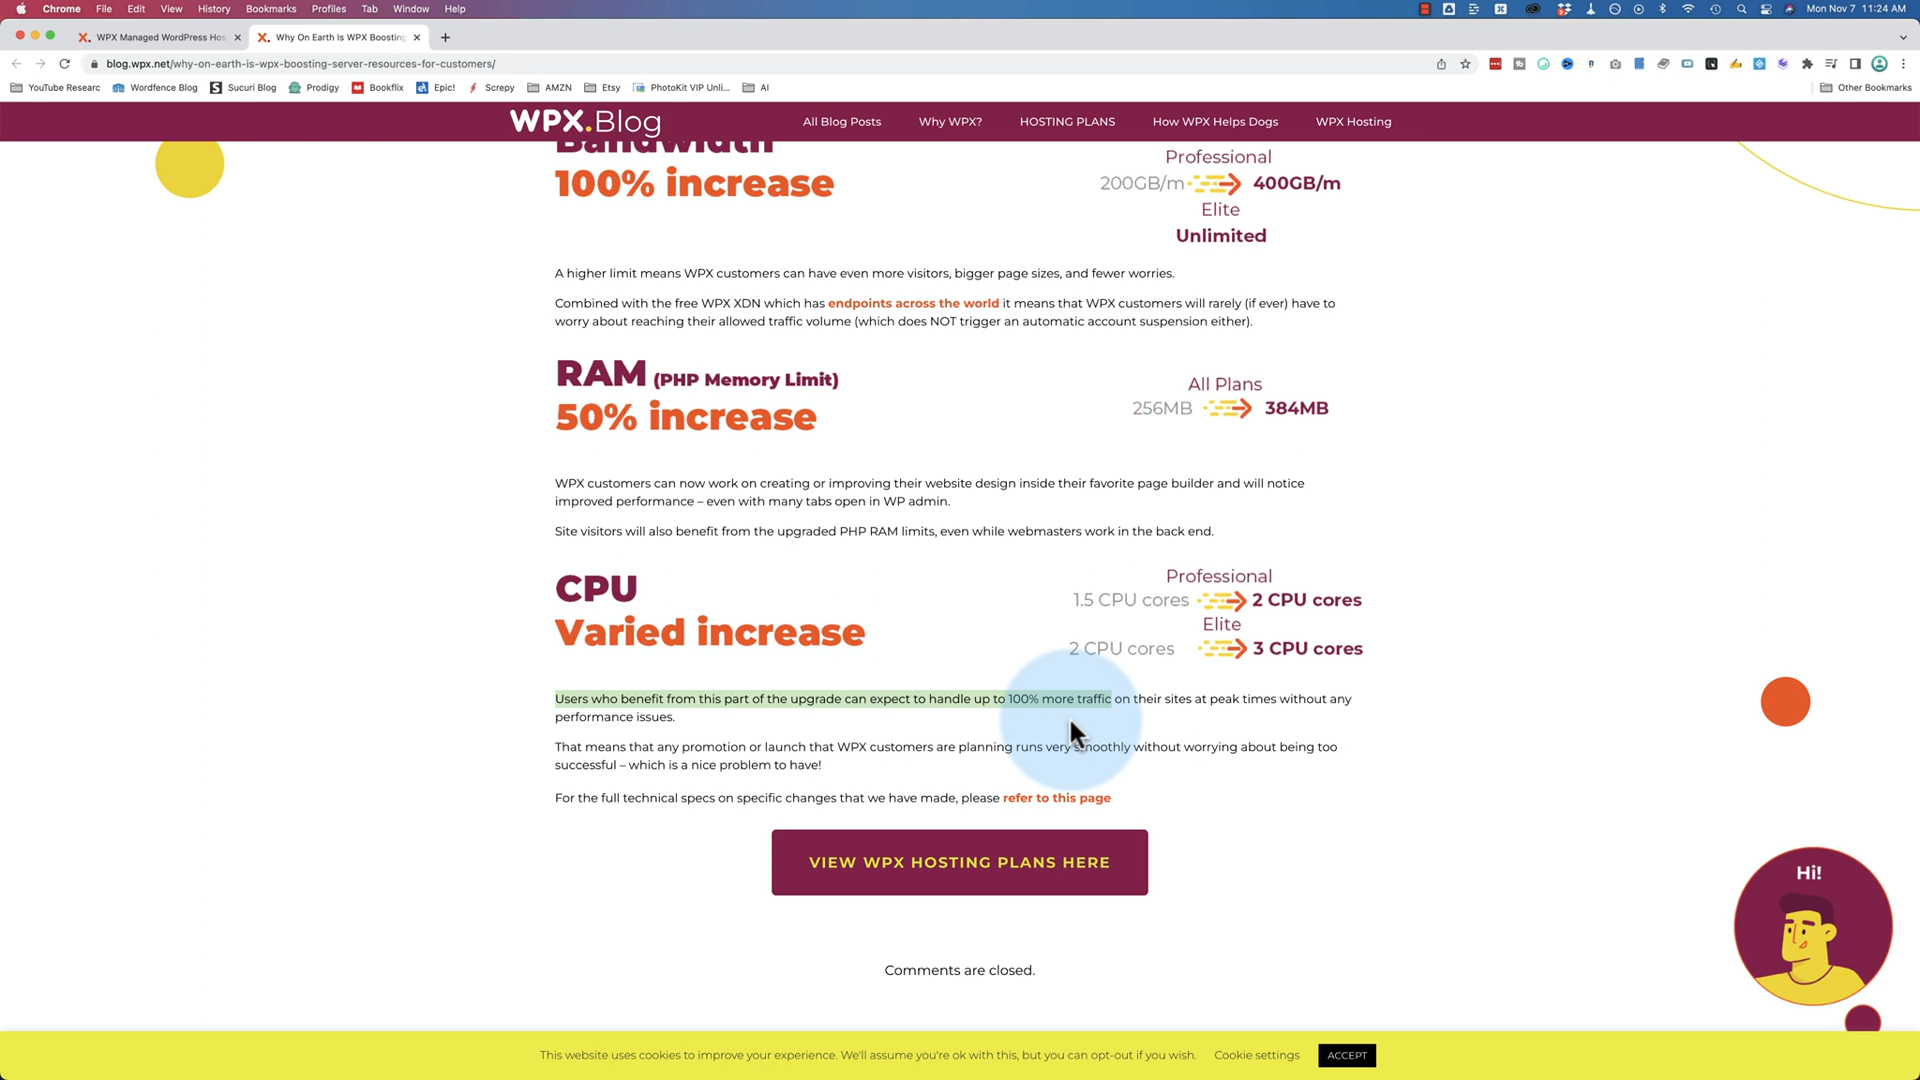 Chrome File Edit View History Bookmarks Profiles Tab Window Help Mon Nov 7 11:24 AM
WPX Managed WordPress Hos Why On Earth Is WPX Boosting
blog.wpx.net/why-on-earth-is-wpx-boosting-server-resources-for-customers/
YouTube Researc Wordfence Blog Sucuri Blog Prodigy Bookflix Epic! Screpy AMZN Etsy PhotoKit VIP Unli... AI Other Bookmarks
WPX.Blog All Blog Posts Why WPX? HOSTING PLANS How WPX Helps Dogs WPX Hosting
Bandwidth
100% increase
Professional
200GB/m 400GB/m
Elite
Unlimited
A higher limit means WPX customers can have even more visitors, bigger page sizes, and fewer worries.
Combined with the free WPX XDN which has endpoints across the world it means that WPX customers will rarely (if ever) have to
worry about reaching their allowed traffic volume (which does NOT trigger an automatic account suspension either).
RAM (PHP Memory Limit)
50% increase
All Plans
256MB 384MB
WPX customers can now work on creating or improving their website design inside their favorite page builder and will notice
improved performance – even with many tabs open in WP admin.
Site visitors will also benefit from the upgraded PHP RAM limits, even while webmasters work in the back end.
CPU
Varied increase
Professional
1.5 CPU cores 2 CPU cores
Elite
2 CPU cores 3 CPU cores
Users who benefit from this part of the upgrade can expect to handle up to 100% more traffic on their sites at peak times without any
performance issues.
That means that any promotion or launch that WPX customers are planning runs very smoothly without worrying about being too
successful – which is a nice problem to have!
For the full technical specs on specific changes that we have made, please refer to this page
VIEW WPX HOSTING PLANS HERE
Hi!
Comments are closed.
This website uses cookies to improve your experience. We'll assume you're ok with this, but you can opt-out if you wish. Cookie settings ACCEPT